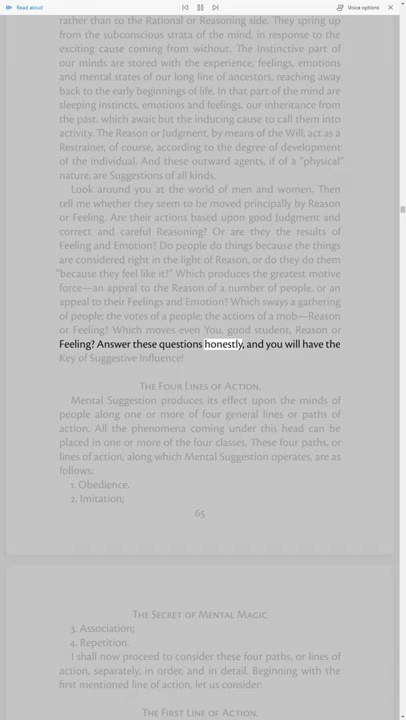 Read aloud
Voice options
rather than to the Rational or Reasoning side. They spring up
from the subconscious strata of the mind, in response to the
exciting cause coming from without. The Instinctive part of
our minds are stored with the experience, feelings, emotions
and mental states of our long line of ancestors, reaching away
back to the early beginnings of life. In that part of the mind are
sleeping instincts, emotions and feelings, our inheritance from
the past, which await but the inducing cause to call them into
activity. The Reason or Judgment, by means of the Will, act as a
Restrainer, of course, according to the degree of development
of the individual. And these outward agents, if of a "physical"
nature, are Suggestions of all kinds.
Look around you at the world of men and women. Then
tell me whether they seem to be moved principally by Reason
or Feeling. Are their actions based upon good Judgment and
correct and careful Reasoning? Or are they the results of
Feeling and Emotion? Do people do things because the things
are considered right in the light of Reason, or do they do them
"because they feel like it?" Which produces the greatest motive
force—an appeal to the Reason of a number of people, or an
appeal to their Feelings and Emotion? Which sways a gathering
of people; the votes of a people; the actions of a mob—Reason
or Feeling? Which moves even You, good student, Reason or
Feeling? Answer these questions honestly, and you will have the
Key of Suggestive Influence!
The Four Lines of Action.
Mental Suggestion produces its effect upon the minds of
people along one or more of four general lines or paths of
action. All the phenomena coming under this head can be
placed in one or more of the four classes. These four paths, or
lines of action, along which Mental Suggestion operates, are as
follows:
1. Obedience.
2. Imitation;
65
The Secret of Mental Magic
3. Association;
4. Repetition.
I shall now proceed to consider these four paths, or lines of
action, separately, in order, and in detail. Beginning with the
first mentioned line of action, let us consider:
The First Line of Action.